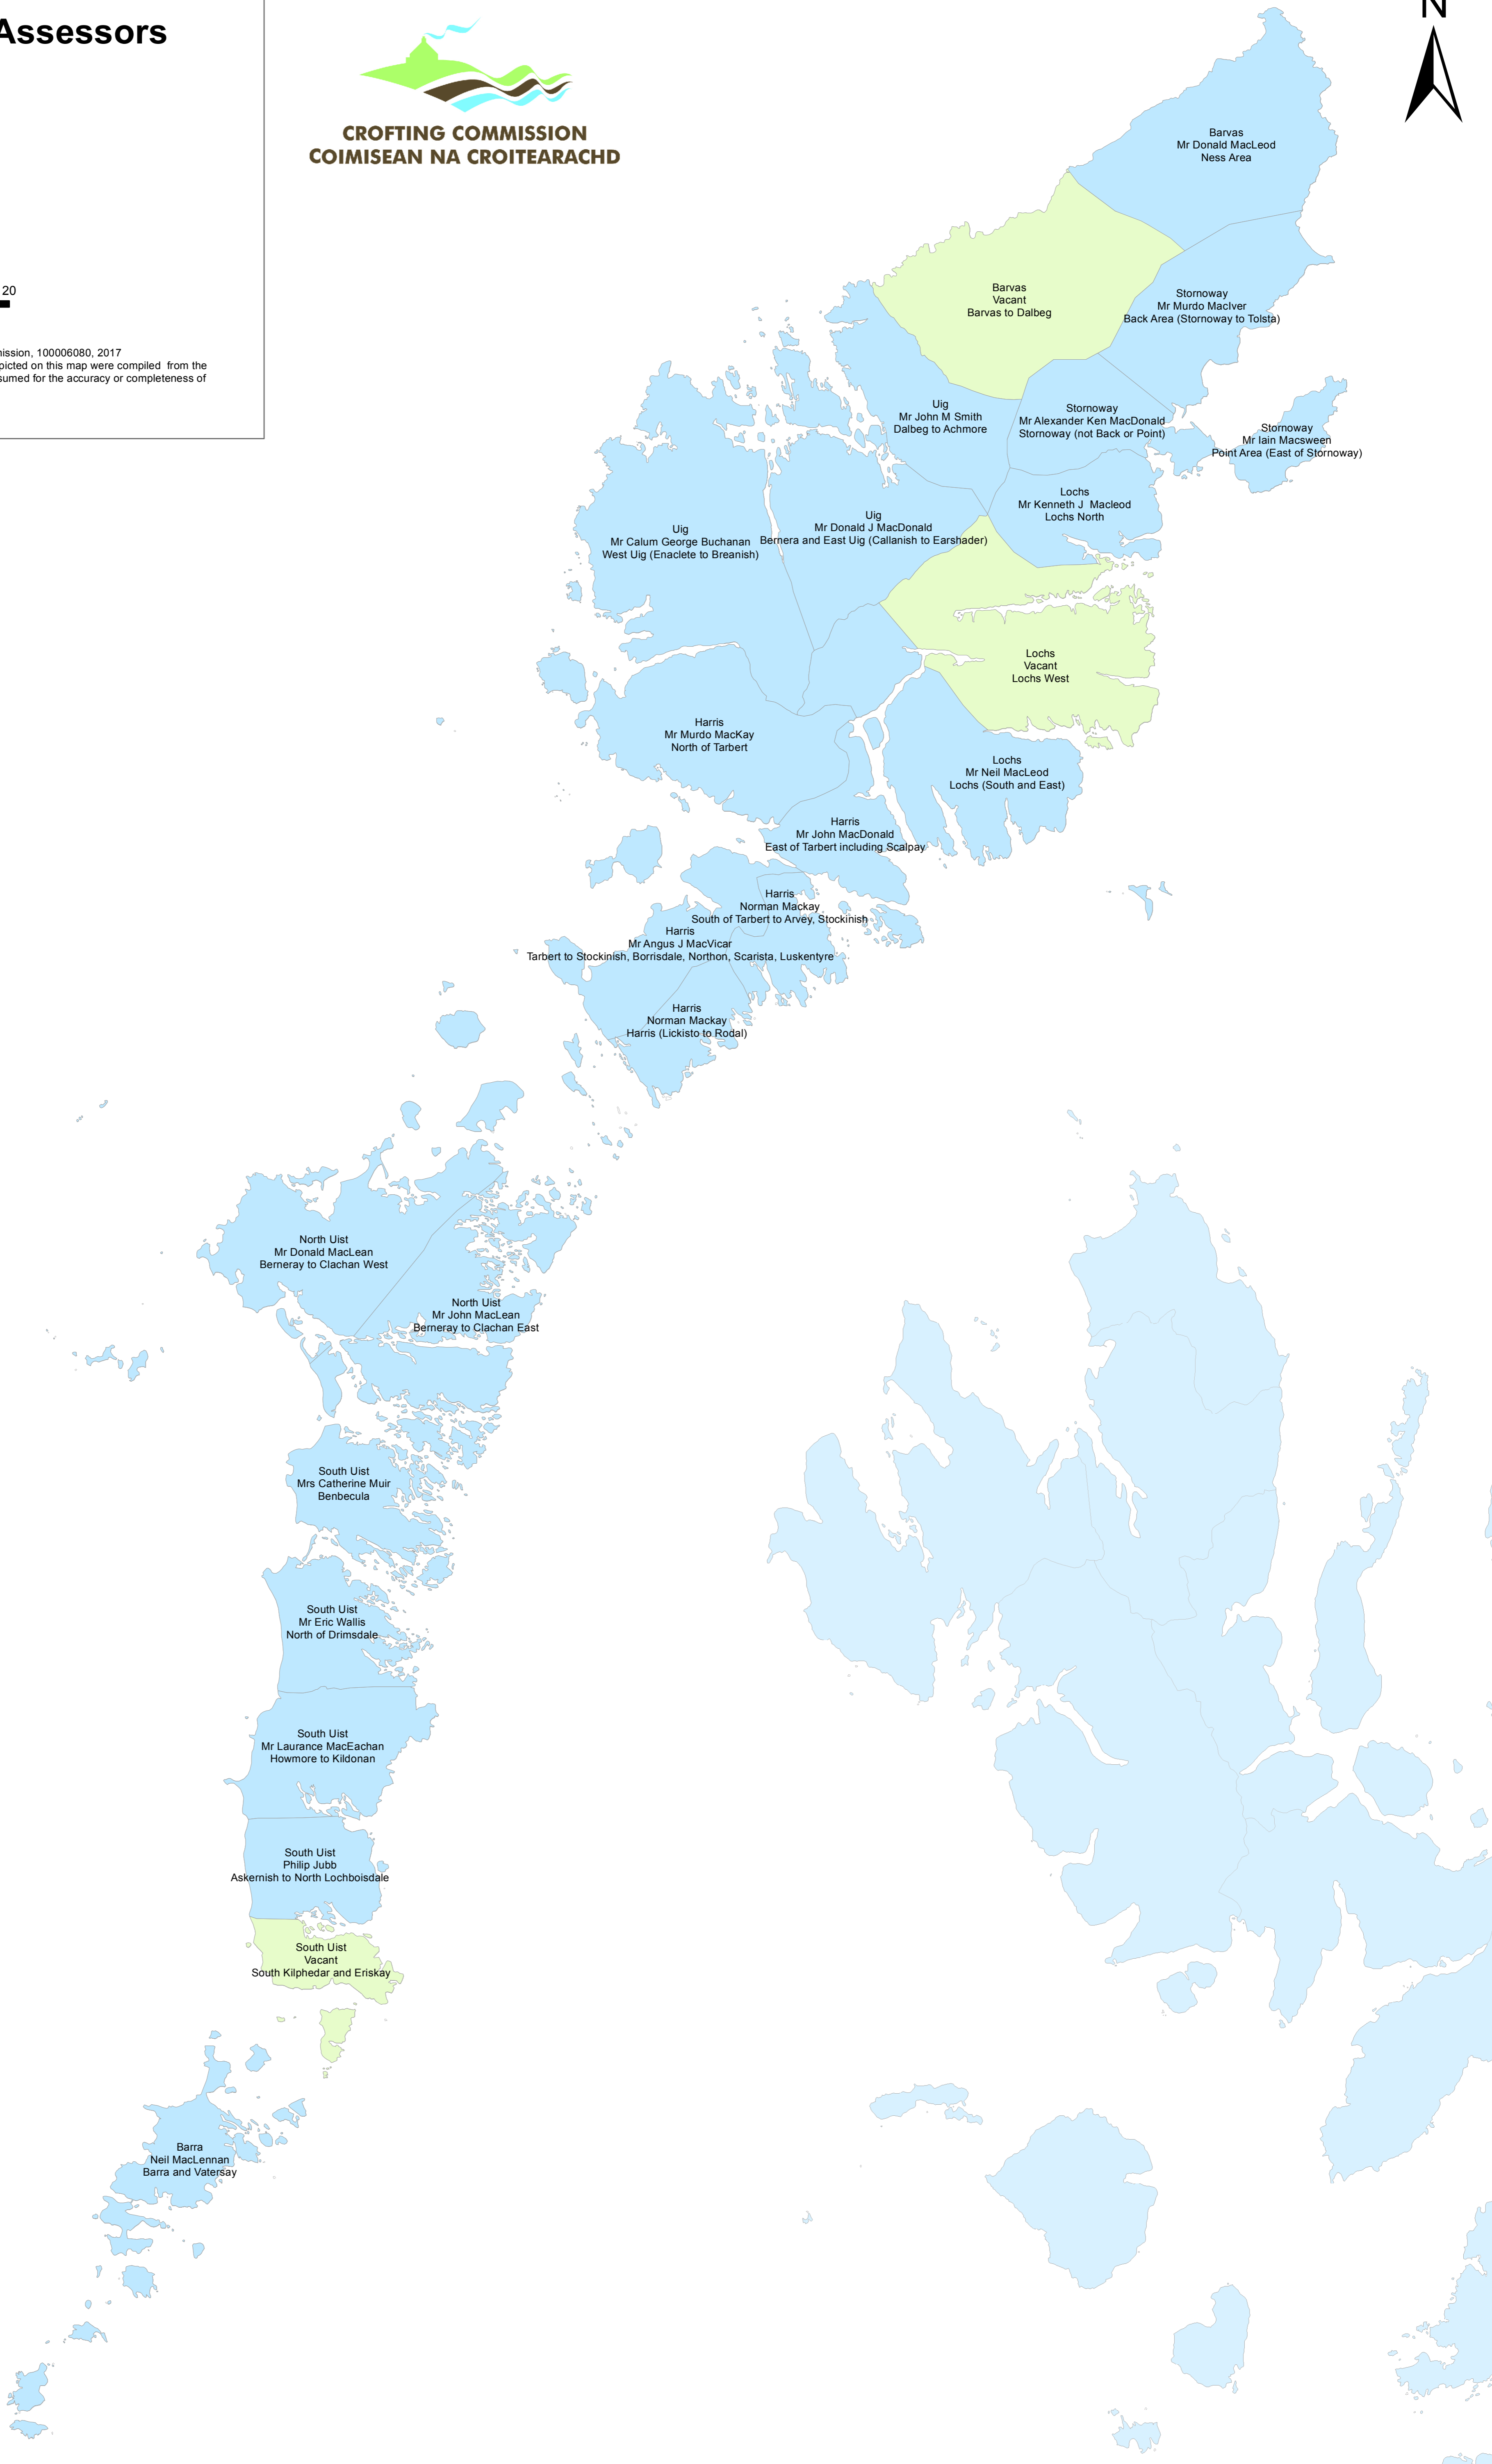 Assessors
20
mission, 100006080, 2017
picted on this map were compiled from the
sumed for the accuracy or completeness of
CROFTING COMMISSION
COIMISEAN NA CROITEARACHD
N
Barvas
Mr Donald MacLeod
Ness Area
Barvas
Vacant
Barvas to Dalbeg
Stornoway
Mr Murdo MacIver
Back Area (Stornoway to Tolsta)
Uig
Mr John M Smith
Dalbeg to Achmore
Stornoway
Mr Alexander Ken MacDonald
Stornoway (not Back or Point)
Stornoway
Mr Iain Macsween
Point Area (East of Stornoway)
Lochs
Mr Kenneth J Macleod
Lochs North
Uig
Mr Calum George Buchanan
West Uig (Enaclete to Breanish)
Uig
Mr Donald J MacDonald
Bernera and East Uig (Callanish to Earshader)
Lochs
Vacant
Lochs West
Harris
Mr Murdo MacKay
North of Tarbert
Lochs
Mr Neil MacLeod
Lochs (South and East)
Harris
Mr John MacDonald
East of Tarbert including Scalpay
Harris
Norman Mackay
South of Tarbert to Arvey, Stockinish
Harris
Mr Angus J MacVicar
Tarbert to Stockinish, Borrisdale, Northon, Scarista, Luskentyre
Harris
Norman Mackay
Harris (Lickisto to Rodal)
North Uist
Mr Donald MacLean
Berneray to Clachan West
North Uist
Mr John MacLean
Berneray to Clachan East
South Uist
Mrs Catherine Muir
Benbecula
South Uist
Mr Eric Wallis
North of Drimsdale
South Uist
Mr Laurance MacEachan
Howmore to Kildonan
South Uist
Philip Jubb
Askernish to North Lochboisdale
South Uist
Vacant
South Kilphedar and Eriskay
Barra
Neil MacLennan
Barra and Vatersay